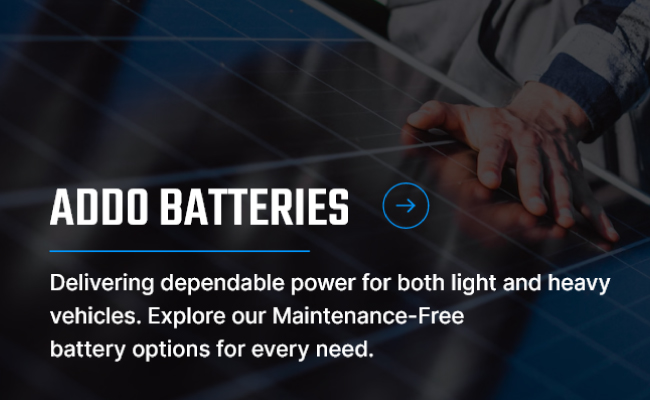 ADDO BATTERIES
Delivering dependable power for both light and heavy
vehicles. Explore our Maintenance-Free
battery options for every need.